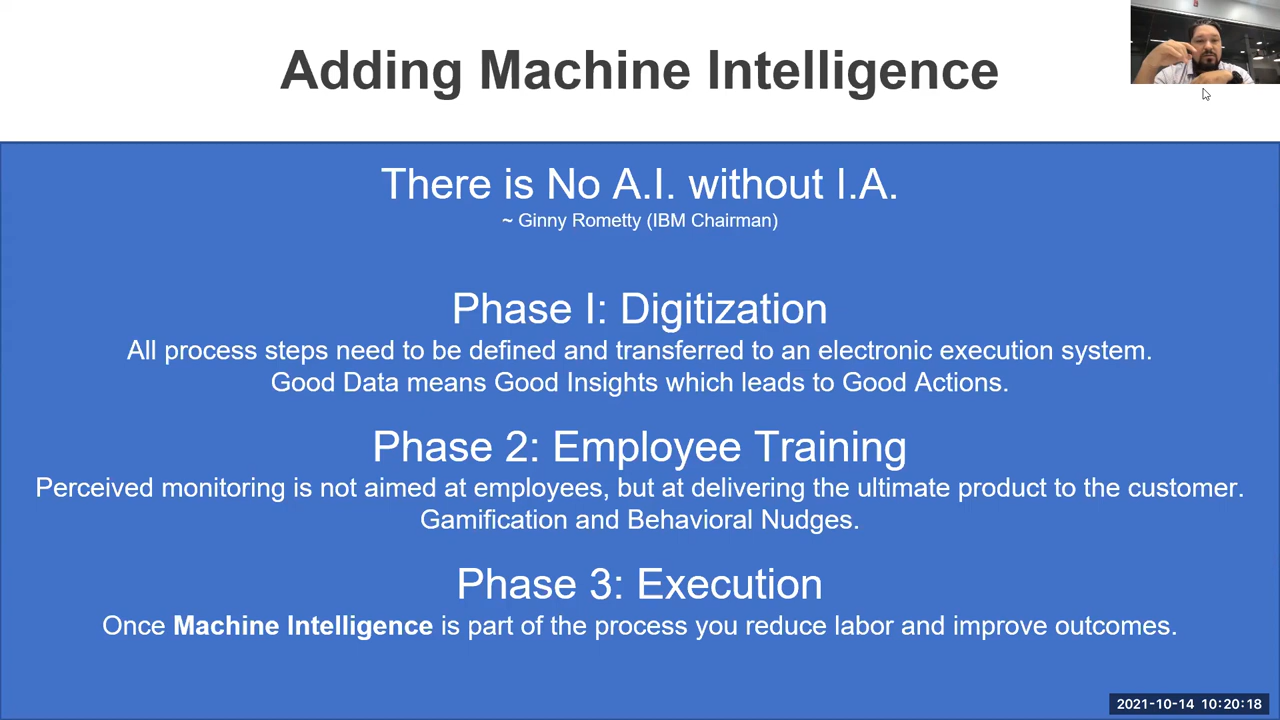 Adding Machine Intelligence
There is No A.I. without I.A.
~ Ginny Rometty (IBM Chairman)
Phase I: Digitization
All process steps need to be defined and transferred to an electronic execution system.
Good Data means Good Insights which leads to Good Actions.
Phase 2: Employee Training
Perceived monitoring is not aimed at employees, but at delivering the ultimate product to the customer.
Gamification and Behavioral Nudges.
Phase 3: Execution
Once Machine Intelligence is part of the process you reduce labor and improve outcomes.
2021-10-14 10:20:18